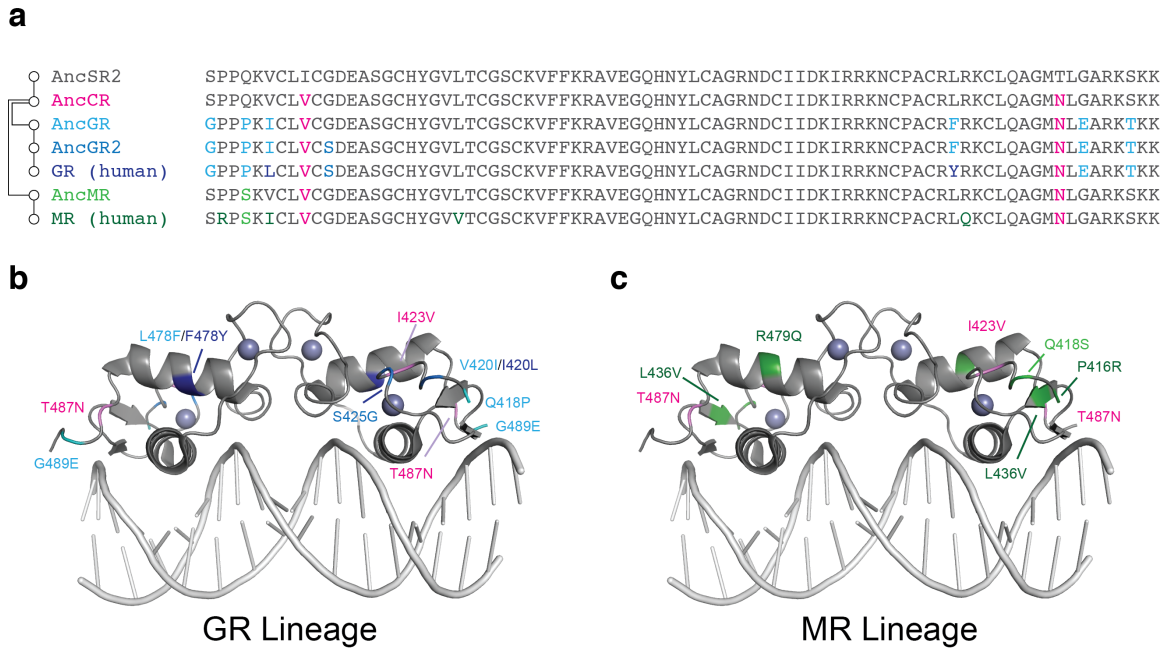 a
AncSR2 SPPQKVCLICGDEASGCHYGVLTCGSCKVFFKRAVEGQHNYLCAGRNDCIIDKIRRKNCPACRLRKCLQAGMTLGARKSKK
AncCR SPPQKVCLVCGDEASGCHYGVLTCGSCKVFFKRAVEGQHNYLCAGRNDCIIDKIRRKNCPACRLRKCLQAGMNLGARKSKK
AncGR GPPPKICLVCGDEASGCHYGVLTCGSCKVFFKRAVEGQHNYLCAGRNDCIIDKIRRKNCPACRFRKCLQAGMNLEARKTKK
AncGR2 GPPPKICLVCSDEASGCHYGVLTCGSCKVFFKRAVEGQHNYLCAGRNDCIIDKIRRKNCPACRFRKCLQAGMNLEARKTKK
GR (human) GPPPKLCLVCSDEASGCHYGVLTCGSCKVFFKRAVEGQHNYLCAGRNDCIIDKIRRKNCPACRYRKCLQAGMNLEARKTKK
AncMR SPPSKVCLVCGDEASGCHYGVLTCGSCKVFFKRAVEGQHNYLCAGRNDCIIDKIRRKNCPACRLRKCLQAGMNLGARKSKK
MR (human) SRPSKICLVCGDEASGCHYGVVTCGSCKVFFKRAVEGQHNYLCAGRNDCIIDKIRRKNCPACRLQKCLQAGMNLGARKSKK
b
L478F/F478Y
I423V
V420I/I420L
T487N
S425G
Q418P
G489E
G489E
T487N
GR Lineage
c
R479Q
I423V
Q418S
L436V
P416R
T487N
T487N
L436V
MR Lineage